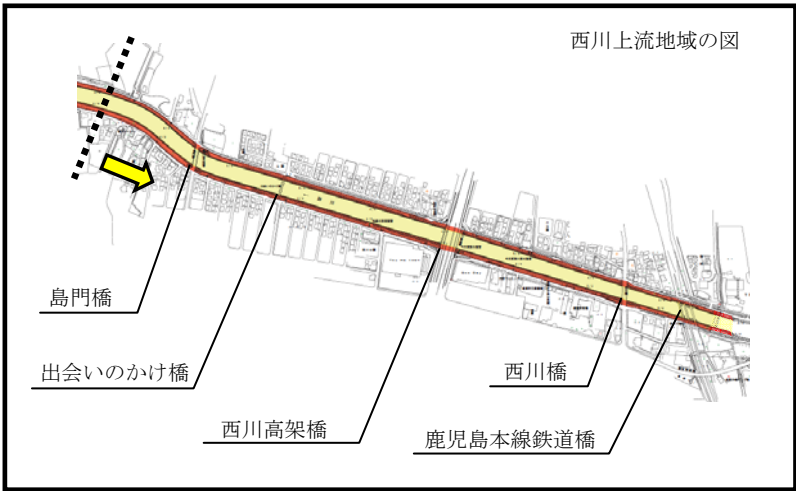 西川上流地域の図
島門橋
出会いのかけ橋
西川橋
西川高架橋
鹿児島本線鉄道橋